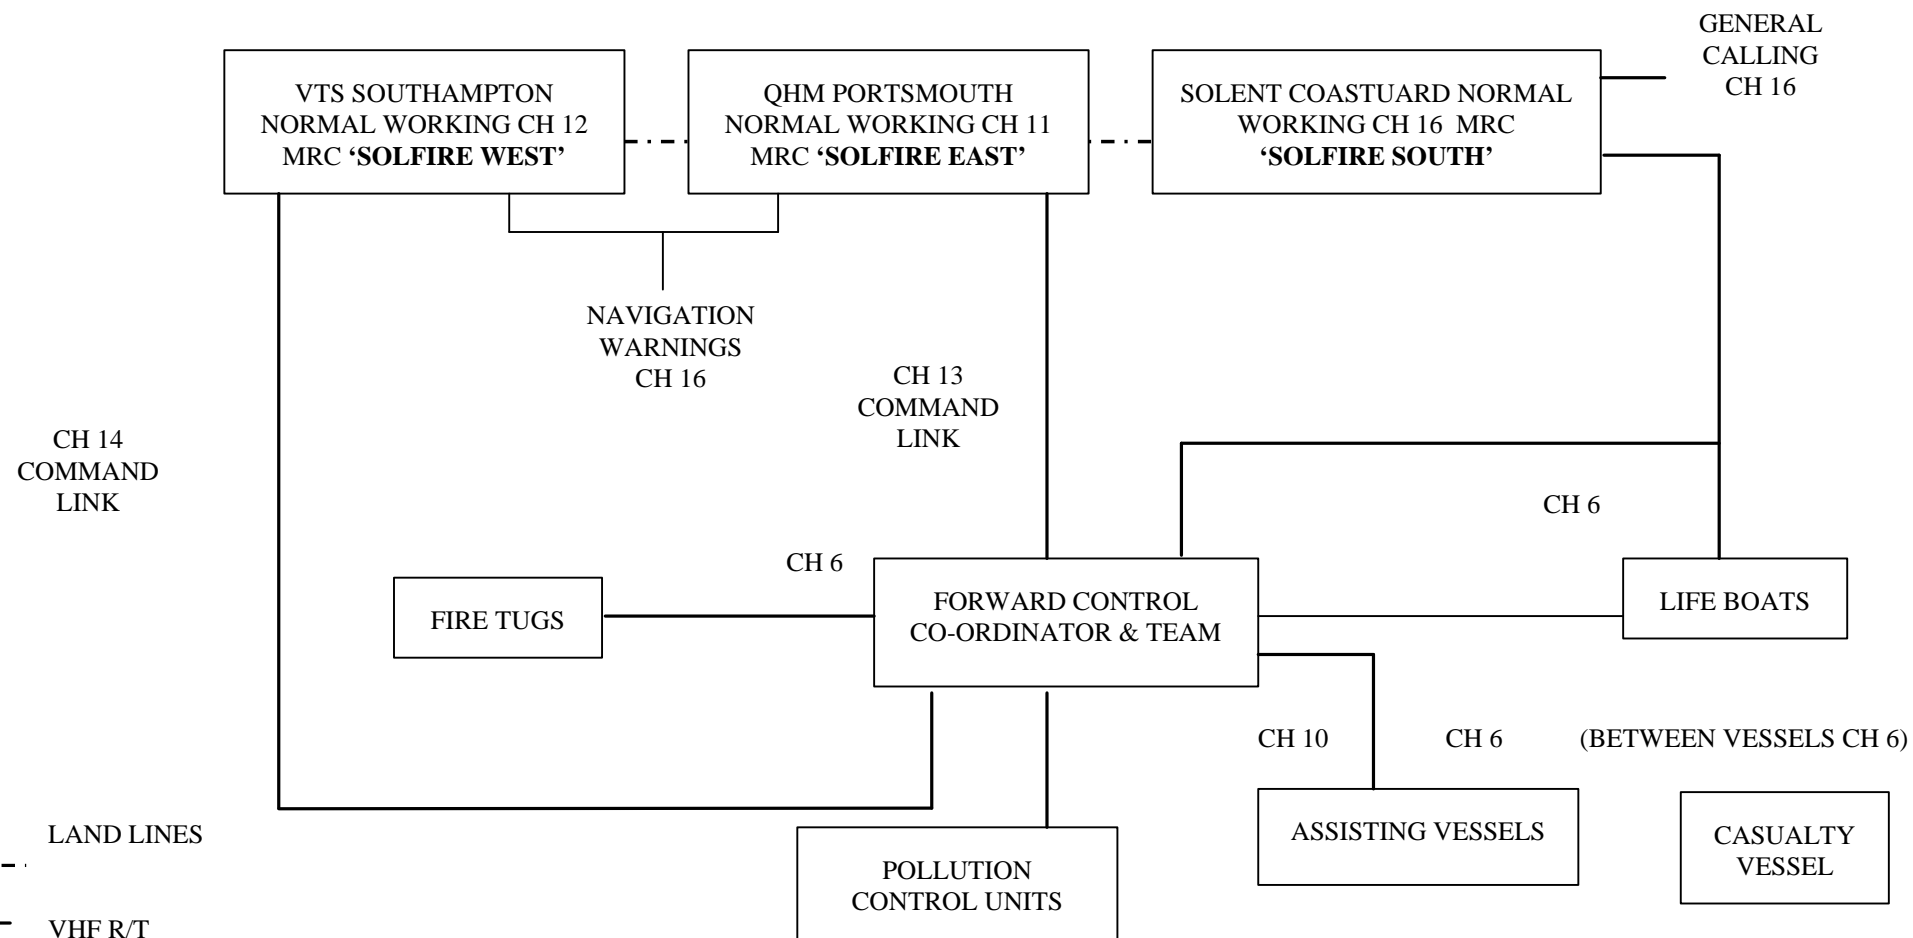 GENERAL
CALLING
CH 16
VTS SOUTHAMPTON
NORMAL WORKING CH 12
MRC ‘SOLFIRE WEST’
QHM PORTSMOUTH
NORMAL WORKING CH 11
MRC ‘SOLFIRE EAST’
SOLENT COASTUARD NORMAL
WORKING CH 16  MRC
‘SOLFIRE SOUTH’
NAVIGATION
WARNINGS
CH 16
CH 13
COMMAND
LINK
CH 14
COMMAND
LINK
CH 6
CH 6
FIRE TUGS
FORWARD CONTROL
CO-ORDINATOR & TEAM
LIFE BOATS
CH 10
CH 6
(BETWEEN VESSELS CH 6)
LAND LINES
ASSISTING VESSELS
CASUALTY
VESSEL
POLLUTION
CONTROL UNITS
VHF R/T